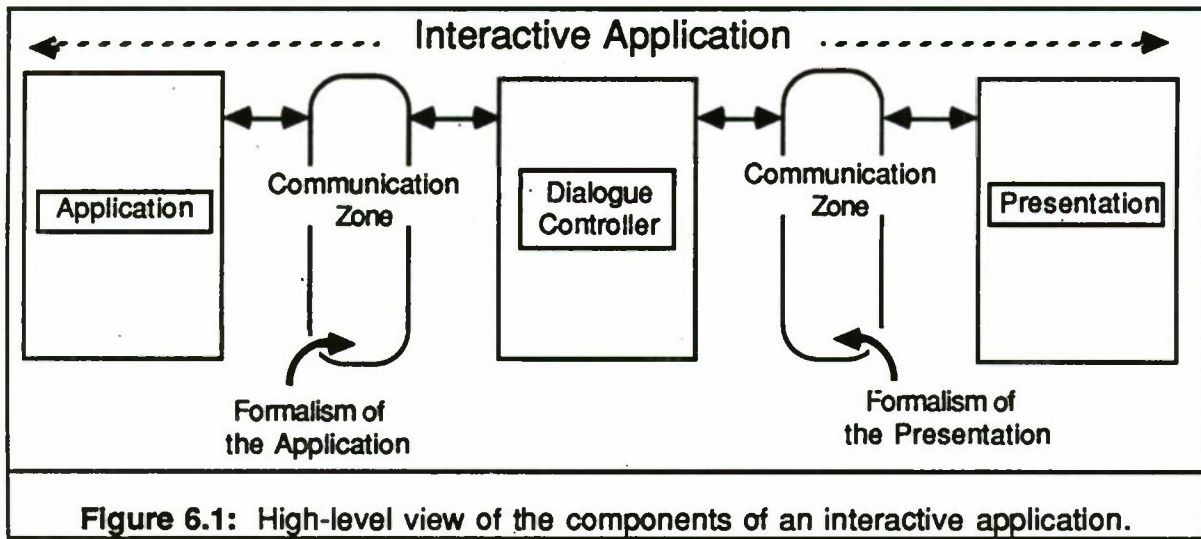 Interactive Application
Application
Communication
Zone
Dialogue
Controller
Communication
Zone
Presentation
Formalism of
the Application
Formalism of
the Presentation
Figure 6.1: High-level view of the components of an interactive application.